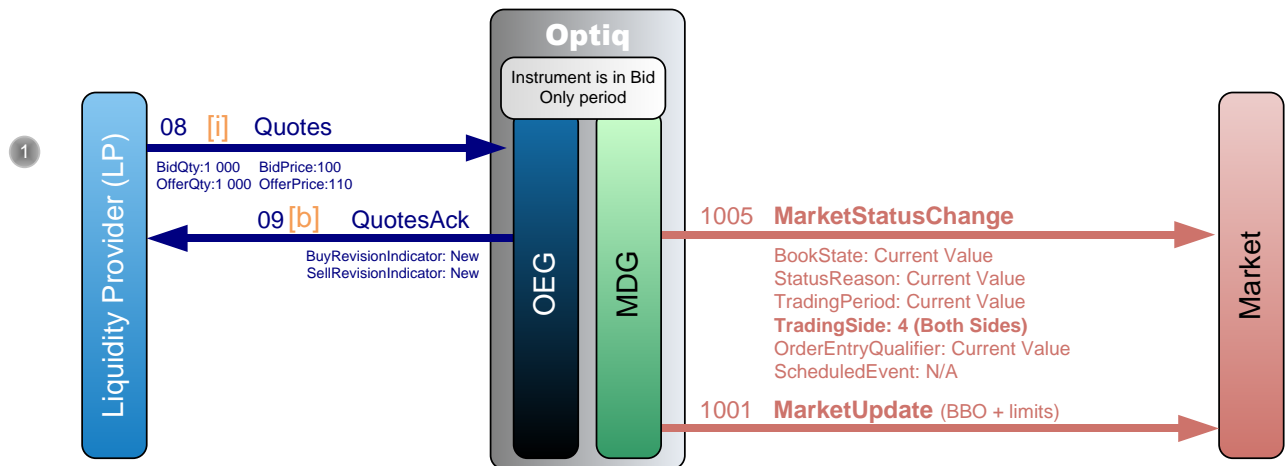 Optiq
Instrument is in Bid
Only period
1
Liquidity Provider (LP)
08 [i] Quotes
BidQty:1 000 BidPrice:100
OfferQty:1 000 OfferPrice:110
09 [b] QuotesAck
BuyRevisionIndicator: New
SellRevisionIndicator: New
OEG
MDG
1005 MarketStatusChange
BookState: Current Value
StatusReason: Current Value
TradingPeriod: Current Value
TradingSide: 4 (Both Sides)
OrderEntryQualifier: Current Value
ScheduledEvent: N/A
1001 MarketUpdate (BBO + limits)
Market